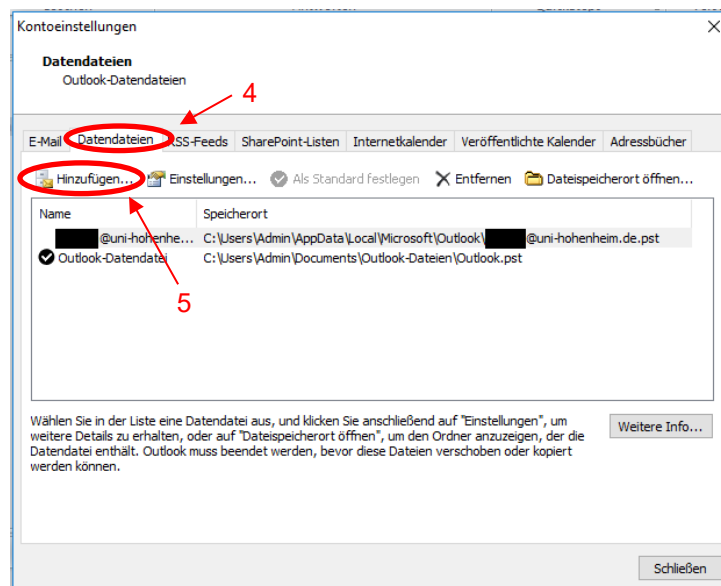 Kontoeinstellungen
Datendateien
Outlook-Datendateien
4
E-Mail Datendateien RSS-Feeds SharePoint-Listen Internetkalender Veröffentlichte Kalender Adressbücher
Hinzufügen... Einstellungen... Als Standard festlegen Entfernen Dateispeicherort öffnen...
Name Speicherort
@uni-hohenhe... C:\Users\Admin\AppData\Local\Microsoft\Outlook\ @uni-hohenheim.de.pst
Outlook-Datendatei C:\Users\Admin\Documents\Outlook-Dateien\Outlook.pst
5
Wählen Sie in der Liste eine Datendatei aus, und klicken Sie anschließend auf "Einstellungen", um
weitere Details zu erhalten, oder auf "Dateispeicherort öffnen", um den Ordner anzuzeigen, der die
Datendatei enthält. Outlook muss beendet werden, bevor diese Dateien verschoben oder kopiert
werden können.
Weitere Info...
Schließen